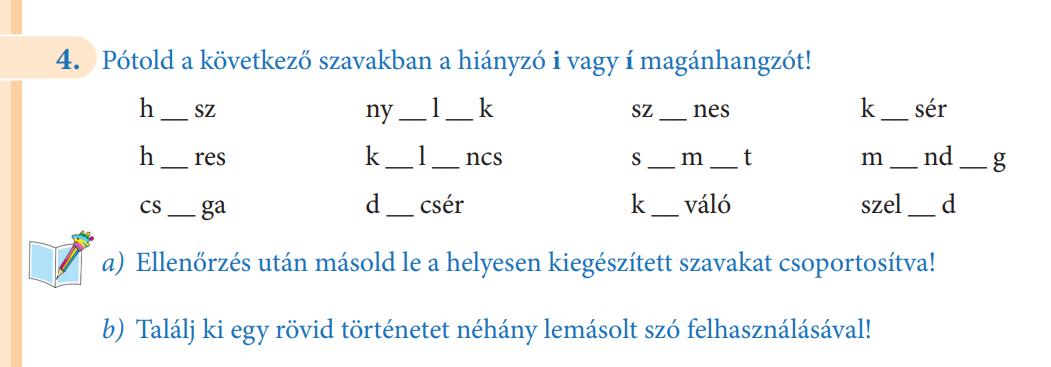 4. Pótold a következő szavakban a hiányzó i vagy í magánhangzót!
h __ sz ny __ l __ k sz __ nes k __ sér
h __ res k __ l __ ncs s __ m __ t m __ nd __ g
cs __ ga d __ csér k __ váló szel __ d
a) Ellenőrzés után másold le a helyesen kiegészített szavakat csoportosítva!
b) Találj ki egy rövid történetet néhány lemásolt szó felhasználásával!